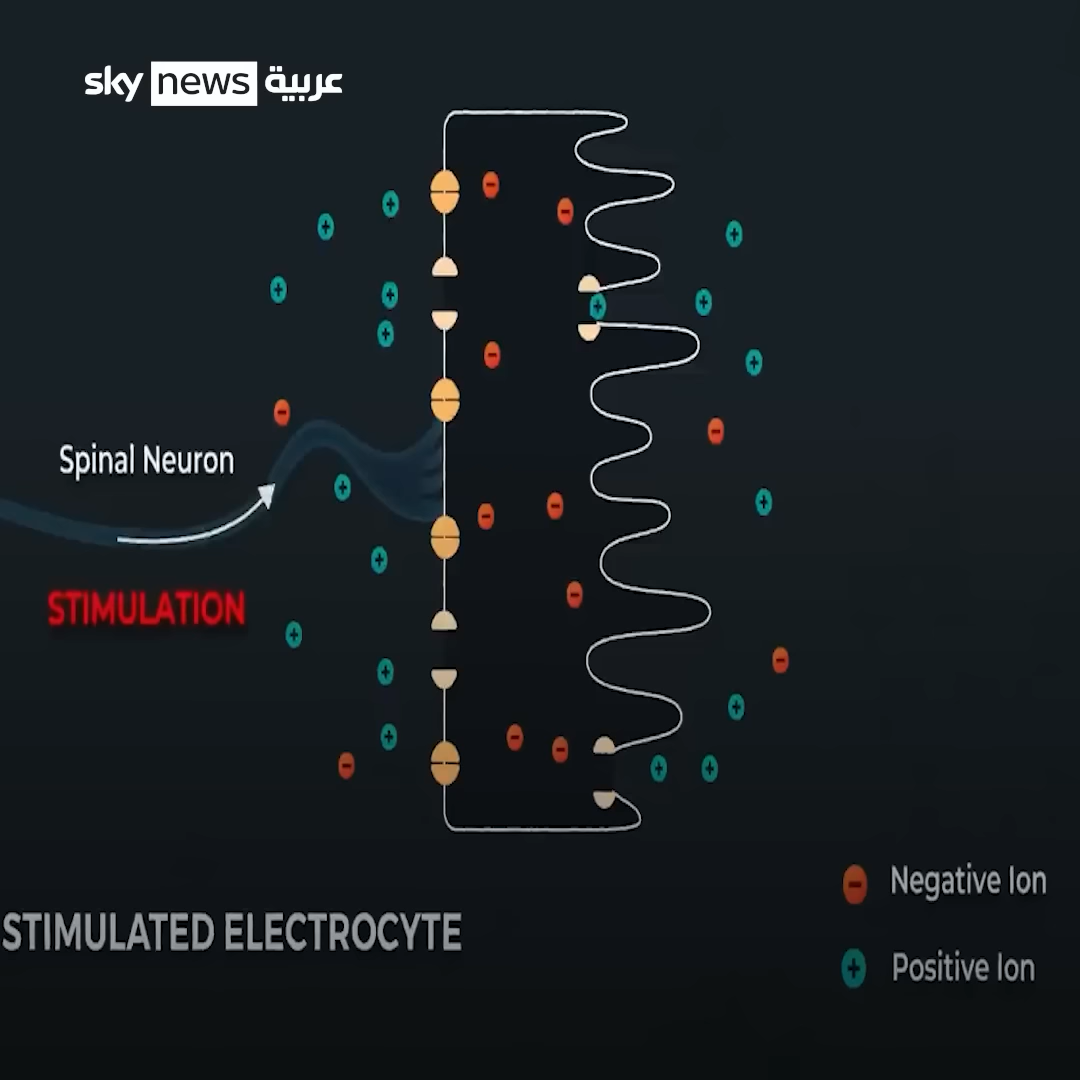 sky news عربية
Spinal Neuron
STIMULATION
Negative Ion
STIMULATED ELECTROCYTE
Positive Ion